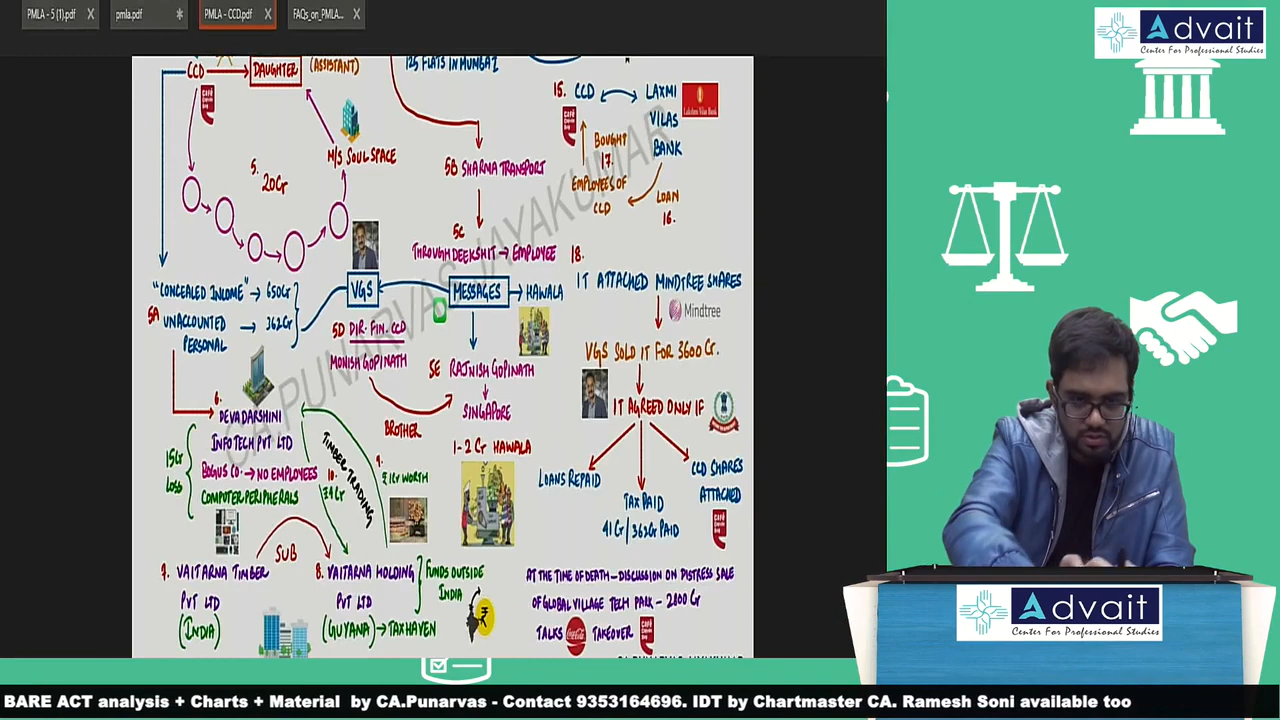 PMLA - 5 (1).pdf X
pmla.pdf
PMLA - CCD.pdf X
FAQs_on_PMLA... X
Advait
Center For Professional Studies
CCD
DAUGHTER
(ASSISTANT)
125 FLATS IN MUMBAI
M/S SOUL SPACE
5. 20Cr
5B SHARNA TRANSPORT
5C
THROUGH DEEKSHIT → EMPLOYEE
15. CCD
LAXMI
VILAS
BANK
Lakshmi Vilas Bank
BOUGHT
17.
EMPLOYEES OF
CCD
LOAN
16.
5A
"CONCEALED INCOME" → 650Cr
UNACCOUNTED → 362Cr
PERSONAL
VGS
MESSAGES → HAWALA
5D DIR-FIN-CCD
MONISH GOPINATH
5E RAJNISH GOPINATH
SINGAPORE
BROTHER
1-2 Cr HAWALA
18.
IT ATTACHED MINDTREE SHARES
Mindtree
VGS SOLD IT FOR 3600 Cr.
IT AGREED ONLY IF
LOANS REPAID
TAX PAID
41Cr/362Cr PAID
CCD SHARES
ATTACHED
6.
DEVADARSHINI
INFOTECH PVT LTD
BOGUS CO. → NO EMPLOYEES
COMPUTER PERIPHERALS
15Cr
LOSS
TIMBER TRADING
9.
10.
SUB
7. VAITARNA TIMBER
PVT LTD
(INDIA)
8. VAITARNA HOLDING
PVT LTD
(GUYANA) → TAX HAVEN
FUNDS OUTSIDE
INDIA
AT THE TIME OF DEATH - DISCUSSION ON DISTRESS SALE
OF GLOBAL VILLAGE TECH PARK - 2800 Cr
TALKS Coca-Cola TAKEOVER
CA.PUNARVAS JAYAKUMAR
Advait
Center For Professional Studies
BARE ACT analysis + Charts + Material by CA.Punarvas - Contact 9353164696. IDT by Chartmaster CA. Ramesh Soni available too